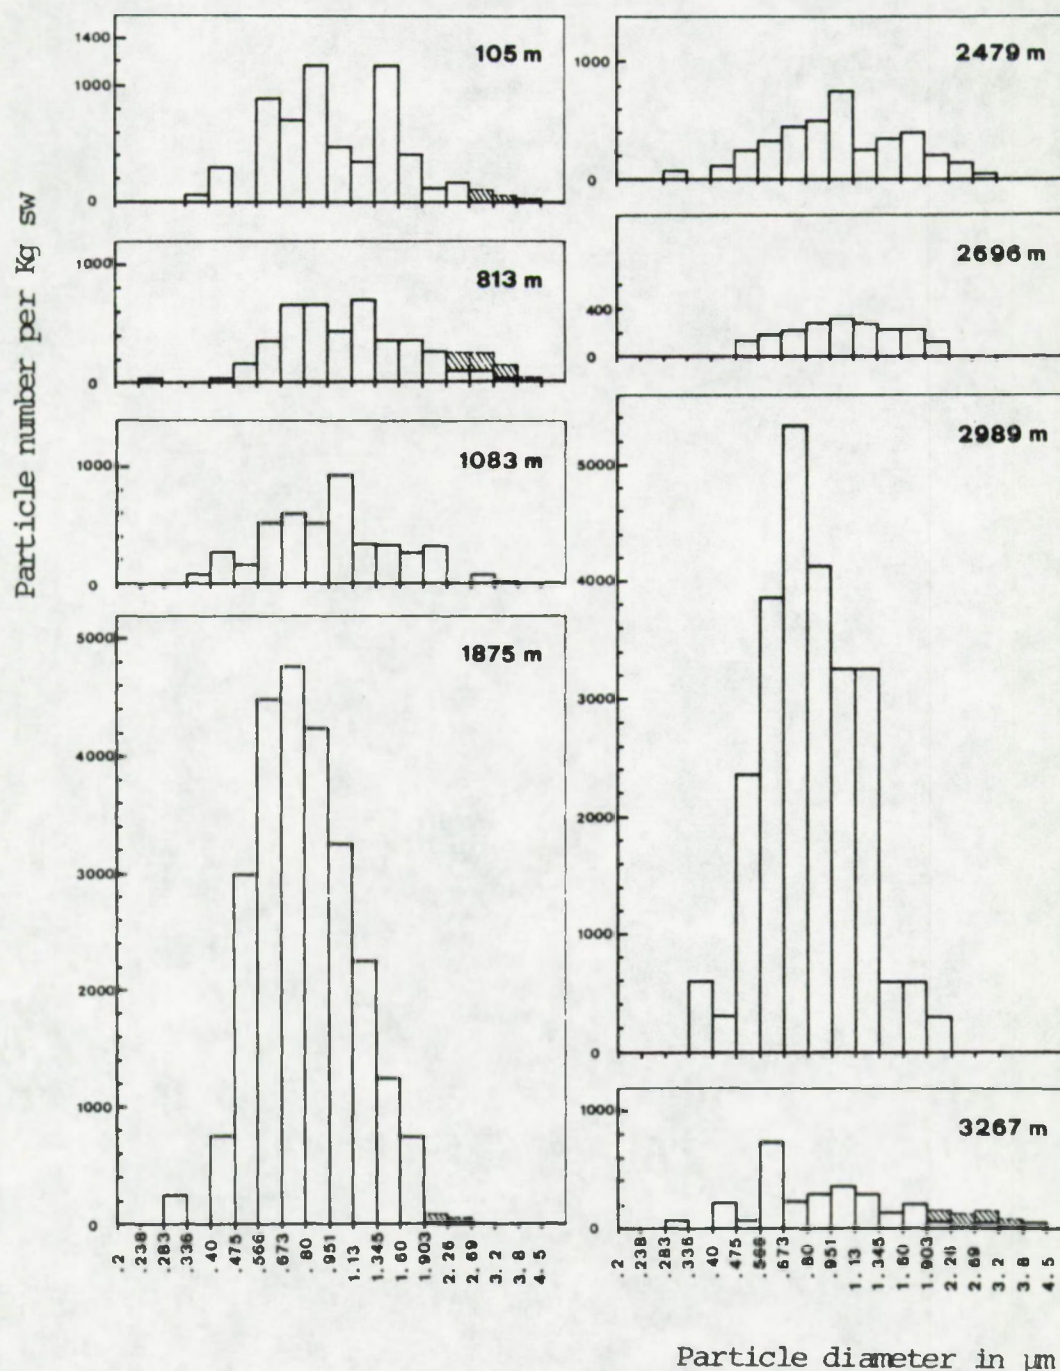 Particle number per Kg sw
105 m
1400
1000
0
813 m
1000
0
1083 m
1000
0
1875 m
5000
4000
3000
2000
1000
0
.2 .238 .283 .336 .40 .475 .566 .673 .80 .951 1.13 1.345 1.60 1.903 2.26 2.69 3.2 3.8 4.5
2479 m
1000
0
2696 m
400
0
2989 m
5000
4000
3000
2000
1000
0
3267 m
1000
0
.2 .238 .283 .336 .40 .475 .566 .673 .80 .951 1.13 1.345 1.60 1.903 2.26 2.69 3.2 3.8 4.5
Particle diameter in µm